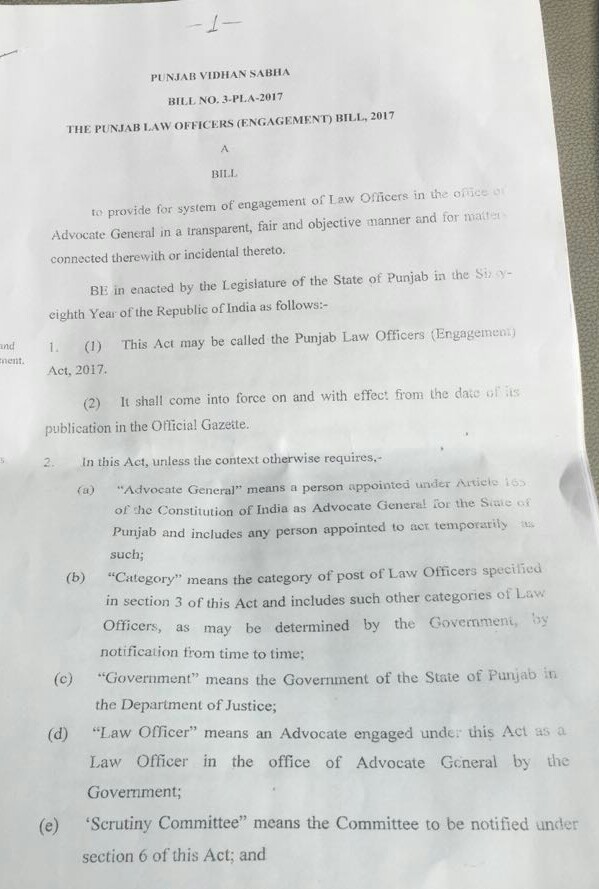 -1-
PUNJAB VIDHAN SABHA
BILL NO. 3-PLA-2017
THE PUNJAB LAW OFFICERS (ENGAGEMENT) BILL, 2017
A
BILL
to provide for system of engagement of Law Officers in the office of
Advocate General in a transparent, fair and objective manner and for matters
connected therewith or incidental thereto.
BE in enacted by the Legislature of the State of Punjab in the Sixty-
eighth Year of the Republic of India as follows:-
1. (1) This Act may be called the Punjab Law Officers (Engagement)
Act, 2017.
(2) It shall come into force on and with effect from the date of its
publication in the Official Gazette.
2. In this Act, unless the context otherwise requires,-
(a) “Advocate General” means a person appointed under Article 165
of the Constitution of India as Advocate General for the State of
Punjab and includes any person appointed to act temporarily as
such;
(b) “Category” means the category of post of Law Officers specified
in section 3 of this Act and includes such other categories of Law
Officers, as may be determined by the Government, by
notification from time to time;
(c) “Government” means the Government of the State of Punjab in
the Department of Justice;
(d) “Law Officer” means an Advocate engaged under this Act as a
Law Officer in the office of Advocate General by the
Government;
(e) ‘Scrutiny Committee” means the Committee to be notified under
section 6 of this Act; and